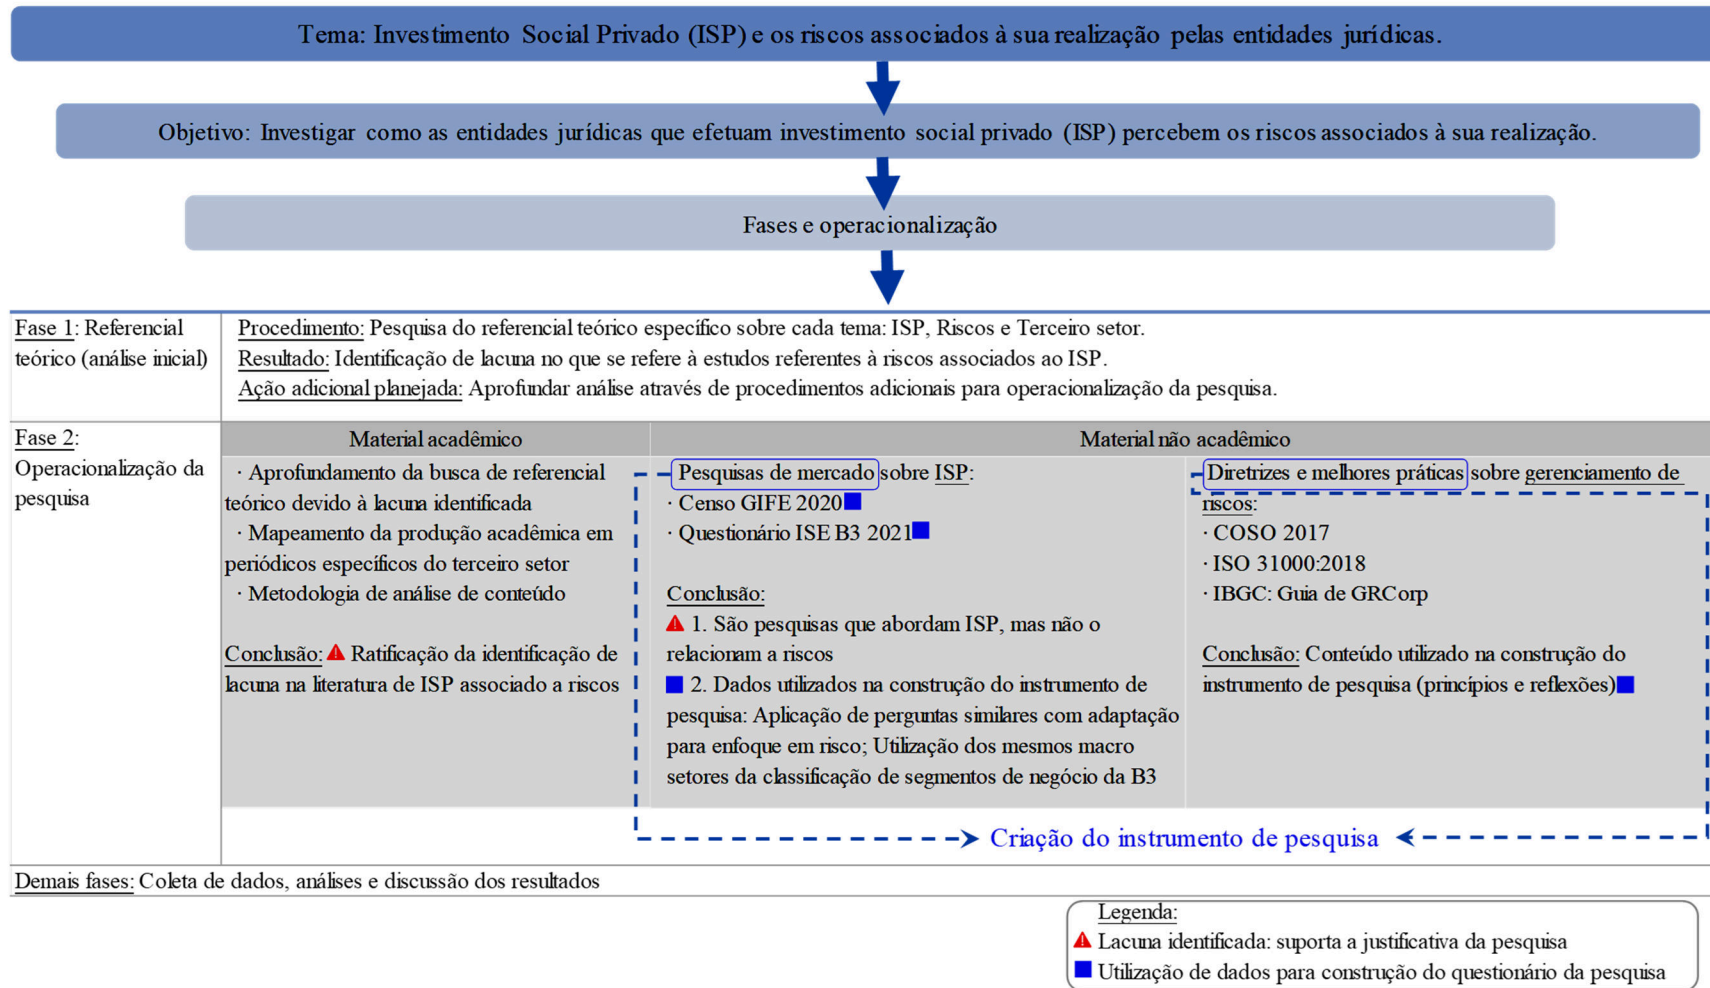 Tema: Investimento Social Privado (ISP) e os riscos associados à sua realização pelas entidades jurídicas.
Objetivo: Investigar como as entidades jurídicas que efetuam investimento social privado (ISP) percebem os riscos associados à sua realização.
Fases e operacionalização
Fase 1: Referencial
teórico (análise inicial)
Procedimento: Pesquisa do referencial teórico específico sobre cada tema: ISP, Riscos e Terceiro setor.
Resultado: Identificação de lacuna no que se refere à estudos referentes à riscos associados ao ISP.
Ação adicional planejada: Aprofundar análise através de procedimentos adicionais para operacionalização da pesquisa.
Fase 2:
Operacionalização da
pesquisa
Material acadêmico
· Aprofundamento da busca de referencial
teórico devido à lacuna identificada
· Mapeamento da produção acadêmica em
periódicos específicos do terceiro setor
· Metodologia de análise de conteúdo
Conclusão: Ratificação da identificação de
lacuna na literatura de ISP associado a riscos
Material não acadêmico
Pesquisas de mercado sobre ISP:
· Censo GIFE 2020
· Questionário ISE B3 2021
Conclusão:
1. São pesquisas que abordam ISP, mas não o
relacionam a riscos
2. Dados utilizados na construção do instrumento de
pesquisa: Aplicação de perguntas similares com adaptação
para enfoque em risco; Utilização dos mesmos macro
setores da classificação de segmentos de negócio da B3
Diretrizes e melhores práticas sobre gerenciamento de
riscos:
· COSO 2017
· ISO 31000:2018
· IBGC: Guia de GRCorp
Conclusão: Conteúdo utilizado na construção do
instrumento de pesquisa (princípios e reflexões)
Criação do instrumento de pesquisa
Demais fases: Coleta de dados, análises e discussão dos resultados
Legenda:
Lacuna identificada: suporta a justificativa da pesquisa
Utilização de dados para construção do questionário da pesquisa